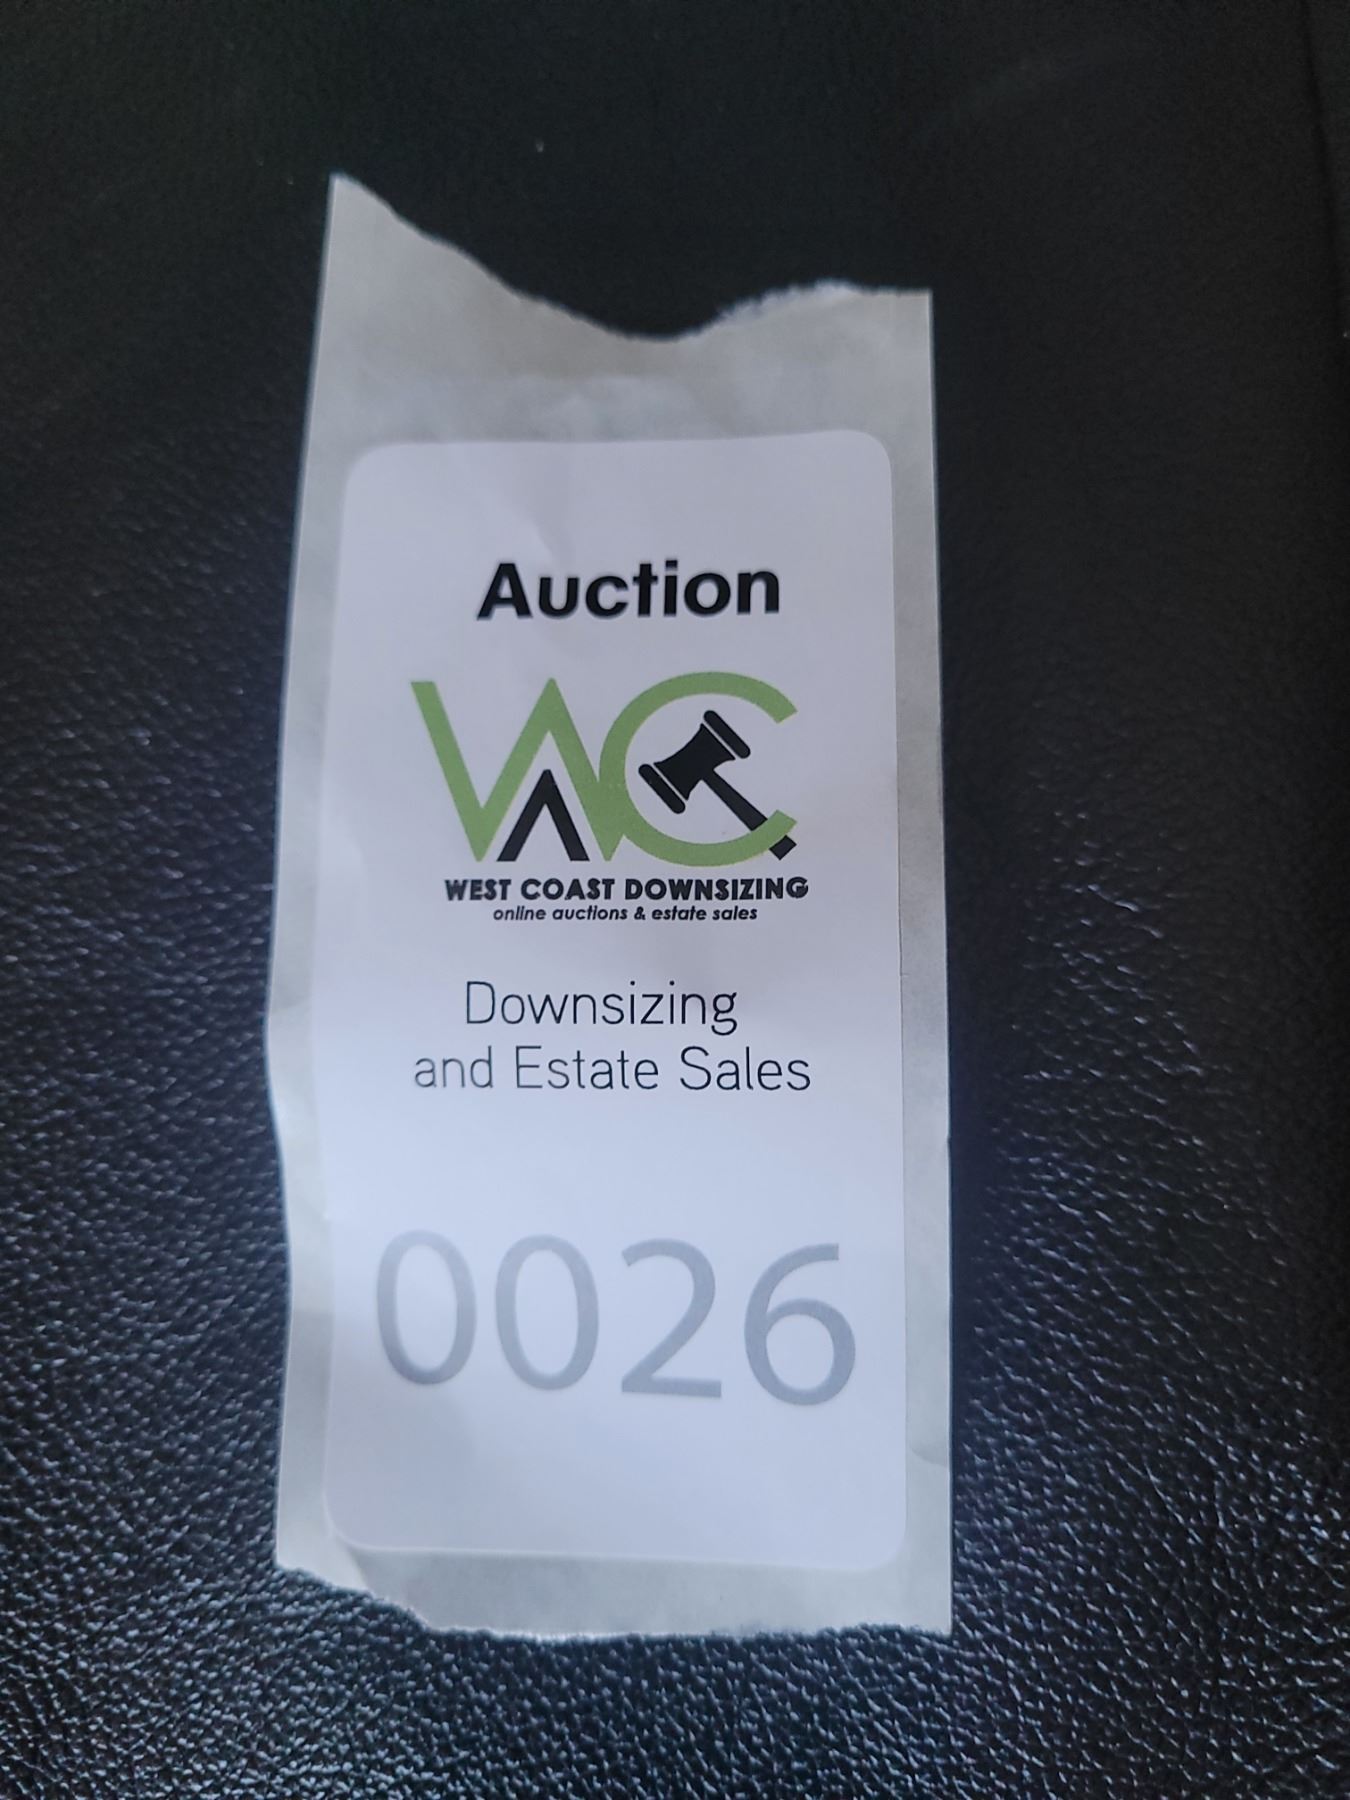 Auction
WC
WEST COAST DOWNSIZING
online auctions & estate sales
Downsizing
and Estate Sales
0026